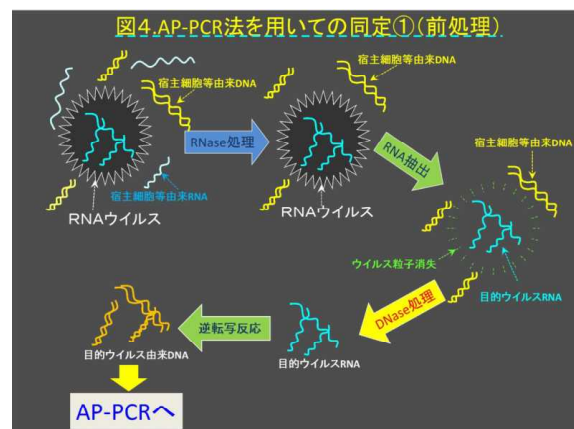 図4.AP-PCR法を用いての同定①(前処理)
宿主細胞等由来DNA
宿主細胞等由来DNA
RNase処理
RNA抽出
宿主細胞等由来DNA
宿主細胞等由来RNA
RNAウイルス
RNAウイルス
ウイルス粒子消失
目的ウイルスRNA
DNase処理
逆転写反応
目的ウイルス由来DNA
目的ウイルスRNA
AP-PCRへ